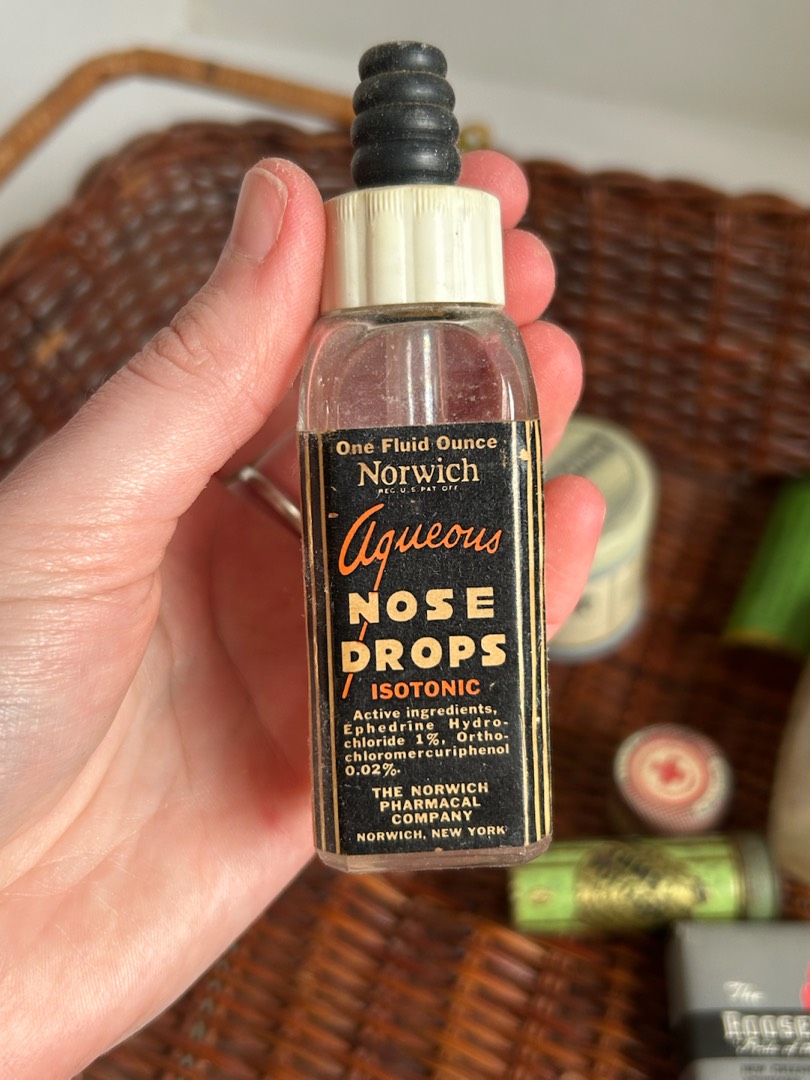 One Fluid Ounce
Norwich
REG. U.S. PAT. OFF.
Aqueous
NOSE
DROPS
ISOTONIC
Active ingredients,
Ephedrine Hydro-
chloride 1%, Ortho-
chloromercuriphenol
0.02%.
THE NORWICH
PHARMACAL
COMPANY
NORWICH, NEW YORK
The